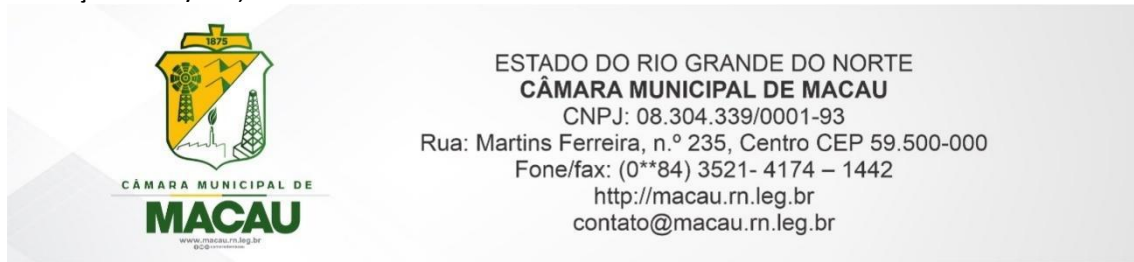 1875
CÂMARA MUNICIPAL DE
MACAU
www.macau.rn.leg.br
ESTADO DO RIO GRANDE DO NORTE
CÂMARA MUNICIPAL DE MACAU
CNPJ: 08.304.339/0001-93
Rua: Martins Ferreira, n.º 235, Centro CEP 59.500-000
Fone/fax: (0**84) 3521- 4174 – 1442
http://macau.rn.leg.br
contato@macau.rn.leg.br